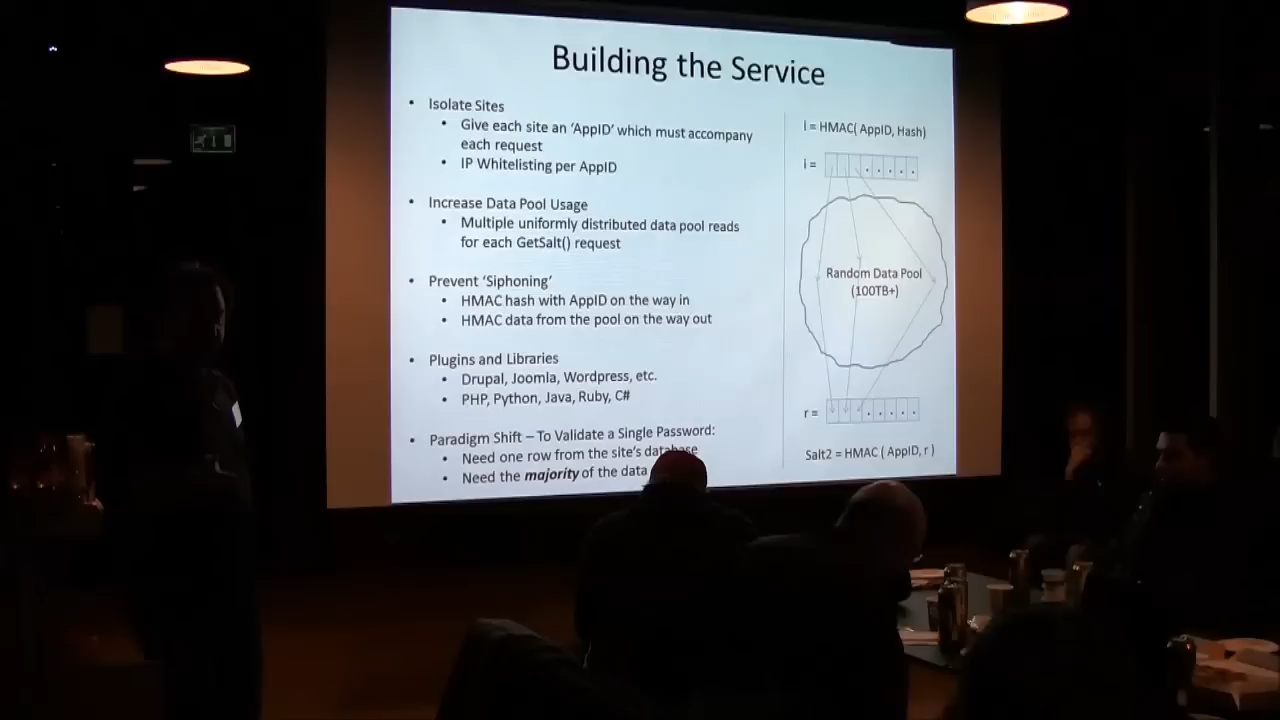 Building the Service
• Isolate Sites
• Give each site an 'AppID' which must accompany
each request
• IP Whitelisting per AppID
• Increase Data Pool Usage
• Multiple uniformly distributed data pool reads
for each GetSalt() request
• Prevent 'Siphoning'
• HMAC hash with AppID on the way in
• HMAC data from the pool on the way out
• Plugins and Libraries
• Drupal, Joomla, Wordpress, etc.
• PHP, Python, Java, Ruby, C#
• Paradigm Shift – To Validate a Single Password:
• Need one row from the site's database
• Need the majority of the data
I = HMAC( AppID, Hash)
i =
Random Data Pool
(100TB+)
r =
Salt2 = HMAC ( AppID, r )